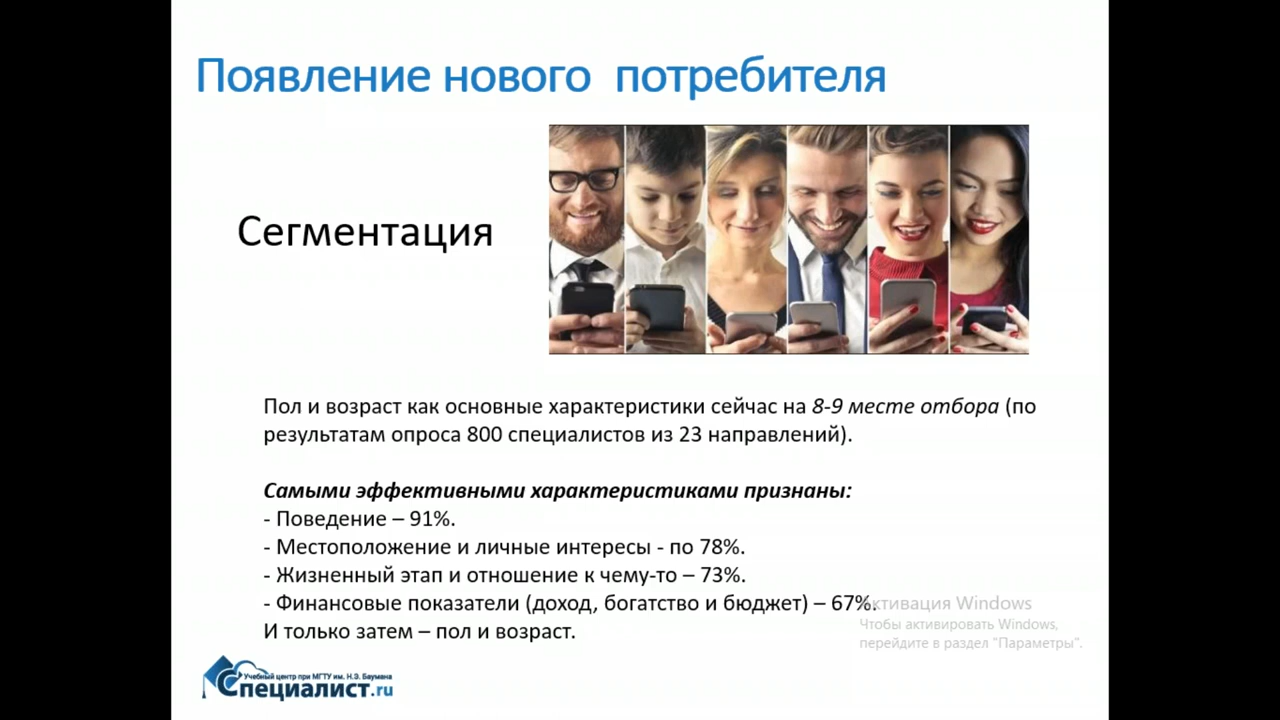 Появление нового потребителя
Сегментация
Пол и возраст как основные характеристики сейчас на 8-9 месте отбора (по
результатам опроса 800 специалистов из 23 направлений).
Самыми эффективными характеристиками признаны:
- Поведение – 91%.
- Местоположение и личные интересы - по 78%.
- Жизненный этап и отношение к чему-то – 73%.
- Финансовые показатели (доход, богатство и бюджет) – 67%.
И только затем – пол и возраст.
Активация Windows
Чтобы активировать Windows,
перейдите в раздел "Параметры".
Учебный центр при МГТУ им. Н.Э. Баумана
Специалист.ru